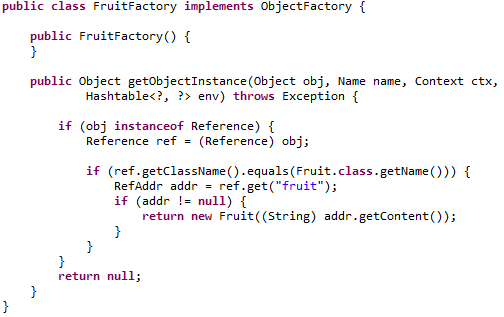 public class FruitFactory implements ObjectFactory {
public FruitFactory() {
}
public Object getObjectInstance(Object obj, Name name, Context ctx,
Hashtable<?, ?> env) throws Exception {
if (obj instanceof Reference) {
Reference ref = (Reference) obj;
if (ref.getClassName().equals(Fruit.class.getName())) {
RefAddr addr = ref.get("fruit");
if (addr != null) {
return new Fruit((String) addr.getContent());
}
}
}
return null;
}
}